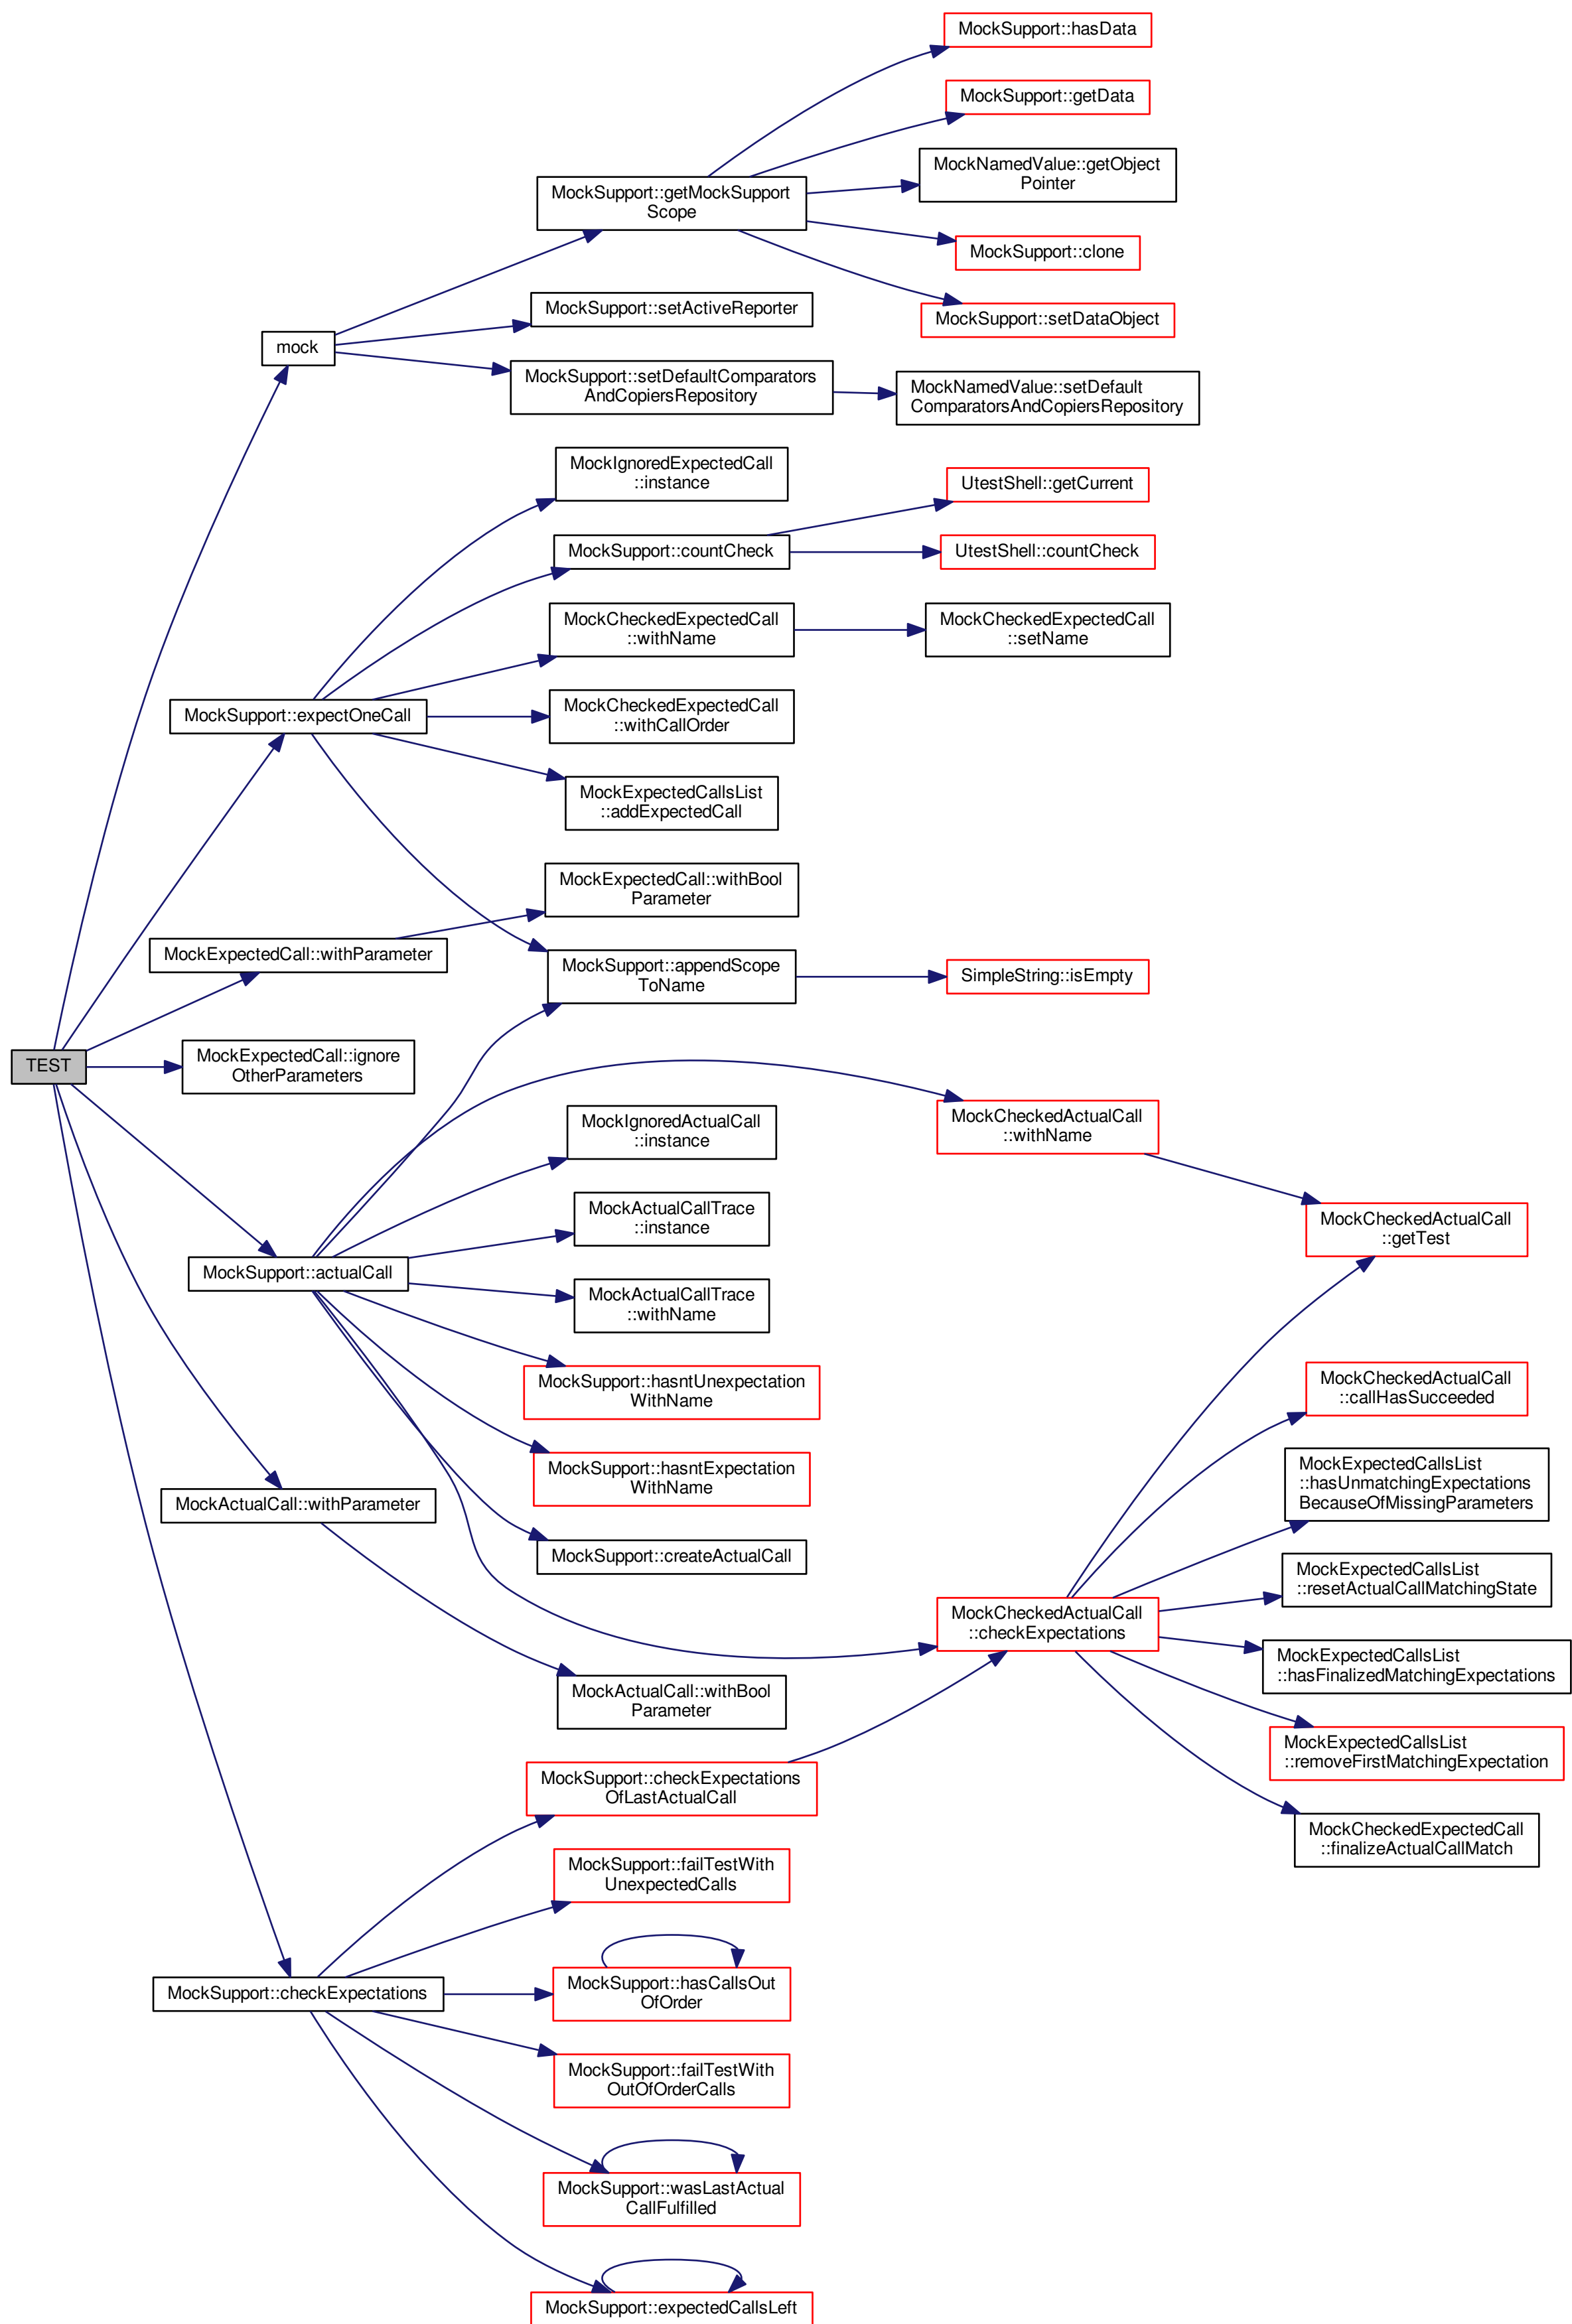 MockSupport::hasData
MockSupport::getData
MockNamedValue::getObject
Pointer
MockSupport::getMockSupport
Scope
MockSupport::clone
MockSupport::setDataObject
MockSupport::setActiveReporter
mock
MockSupport::setDefaultComparators
AndCopiersRepository
MockNamedValue::setDefault
ComparatorsAndCopiersRepository
MockIgnoredExpectedCall
::instance
UtestShell::getCurrent
MockSupport::countCheck
UtestShell::countCheck
MockCheckedExpectedCall
::withName
MockCheckedExpectedCall
::setName
MockSupport::expectOneCall
MockCheckedExpectedCall
::withCallOrder
MockExpectedCallsList
::addExpectedCall
MockExpectedCall::withBool
Parameter
MockExpectedCall::withParameter
MockSupport::appendScope
ToName
SimpleString::isEmpty
TEST
MockExpectedCall::ignore
OtherParameters
MockIgnoredActualCall
::instance
MockCheckedActualCall
::withName
MockActualCallTrace
::instance
MockCheckedActualCall
::getTest
MockSupport::actualCall
MockActualCallTrace
::withName
MockSupport::hasntUnexpectation
WithName
MockCheckedActualCall
::callHasSucceeded
MockSupport::hasntExpectation
WithName
MockExpectedCallsList
::hasUnmatchingExpectations
BecauseOfMissingParameters
MockActualCall::withParameter
MockSupport::createActualCall
MockExpectedCallsList
::resetActualCallMatchingState
MockCheckedActualCall
::checkExpectations
MockExpectedCallsList
::hasFinalizedMatchingExpectations
MockActualCall::withBool
Parameter
MockExpectedCallsList
::removeFirstMatchingExpectation
MockSupport::checkExpectations
OfLastActualCall
MockCheckedExpectedCall
::finalizeActualCallMatch
MockSupport::failTestWith
UnexpectedCalls
MockSupport::checkExpectations
MockSupport::hasCallsOut
OfOrder
MockSupport::failTestWith
OutOfOrderCalls
MockSupport::wasLastActual
CallFulfilled
MockSupport::expectedCallsLeft